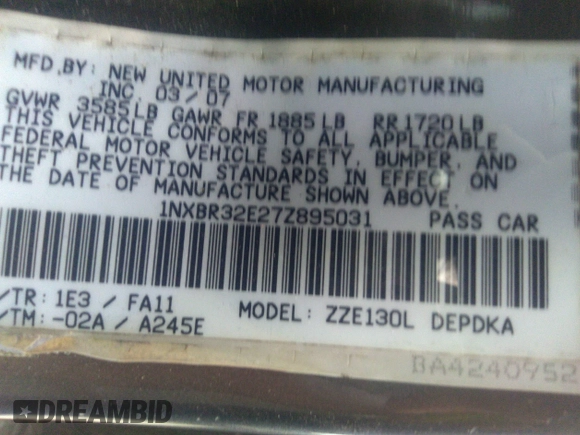 MFD.BY: NEW UNITED MOTOR MANUFACTURING
INC. 03/07
GVWR 3585LB GAWR FR 1885LB RR1720LB
THIS VEHICLE CONFORMS TO ALL APPLICABLE
FEDERAL MOTOR VEHICLE SAFETY, BUMPER, AND
THEFT PREVENTION STANDARDS IN EFFECT ON
THE DATE OF MANUFACTURE SHOWN ABOVE.
1NXBR32E27Z895031 PASS CAR
/TR: 1E3 / FA11 MODEL: ZZE130L DEPDKA
/TM: -02A / A245E
BA4240952
DREAMBID